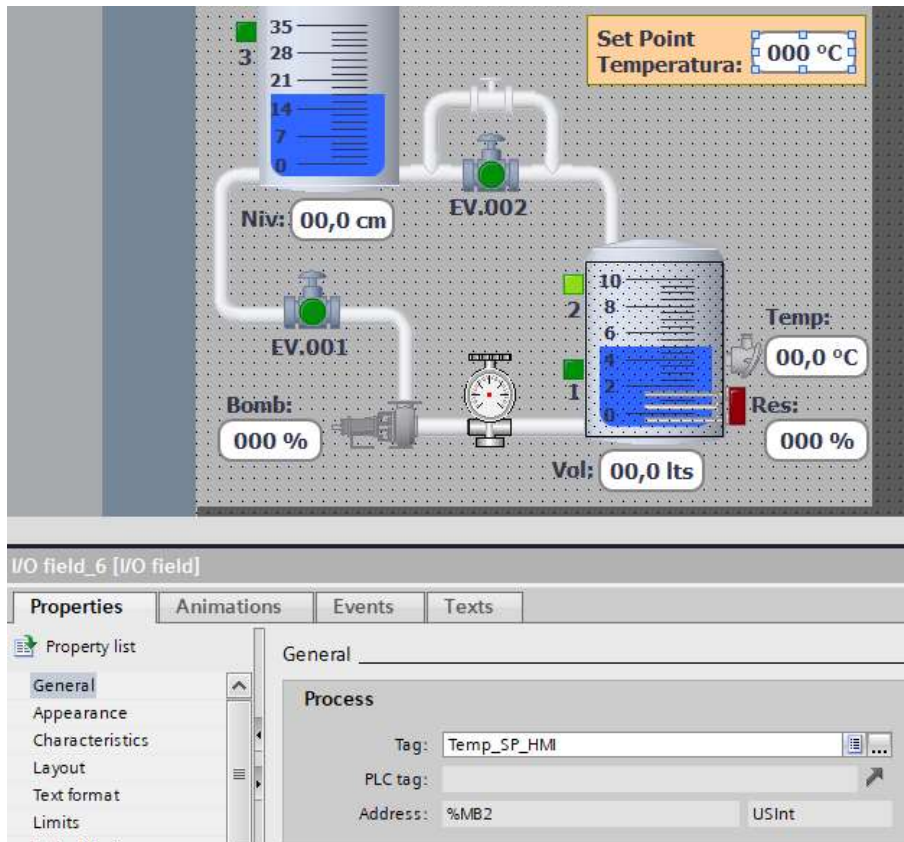 35
3
28
21
14
7
0
Set Point
Temperatura:
000 °C
Niv:
00,0 cm
EV.002
EV.001
2
10
8
6
4
2
0
1
Temp:
00,0 °C
Bomb:
000 %
Res:
000 %
Vol:
00,0 lts
I/O field_6 [I/O field]
Properties Animations Events Texts
Property list
General
Appearance
Characteristics
Layout
Text format
Limits
General
Process
Tag: Temp_SP_HMI
...
PLC tag:
Address: %MB2 USInt